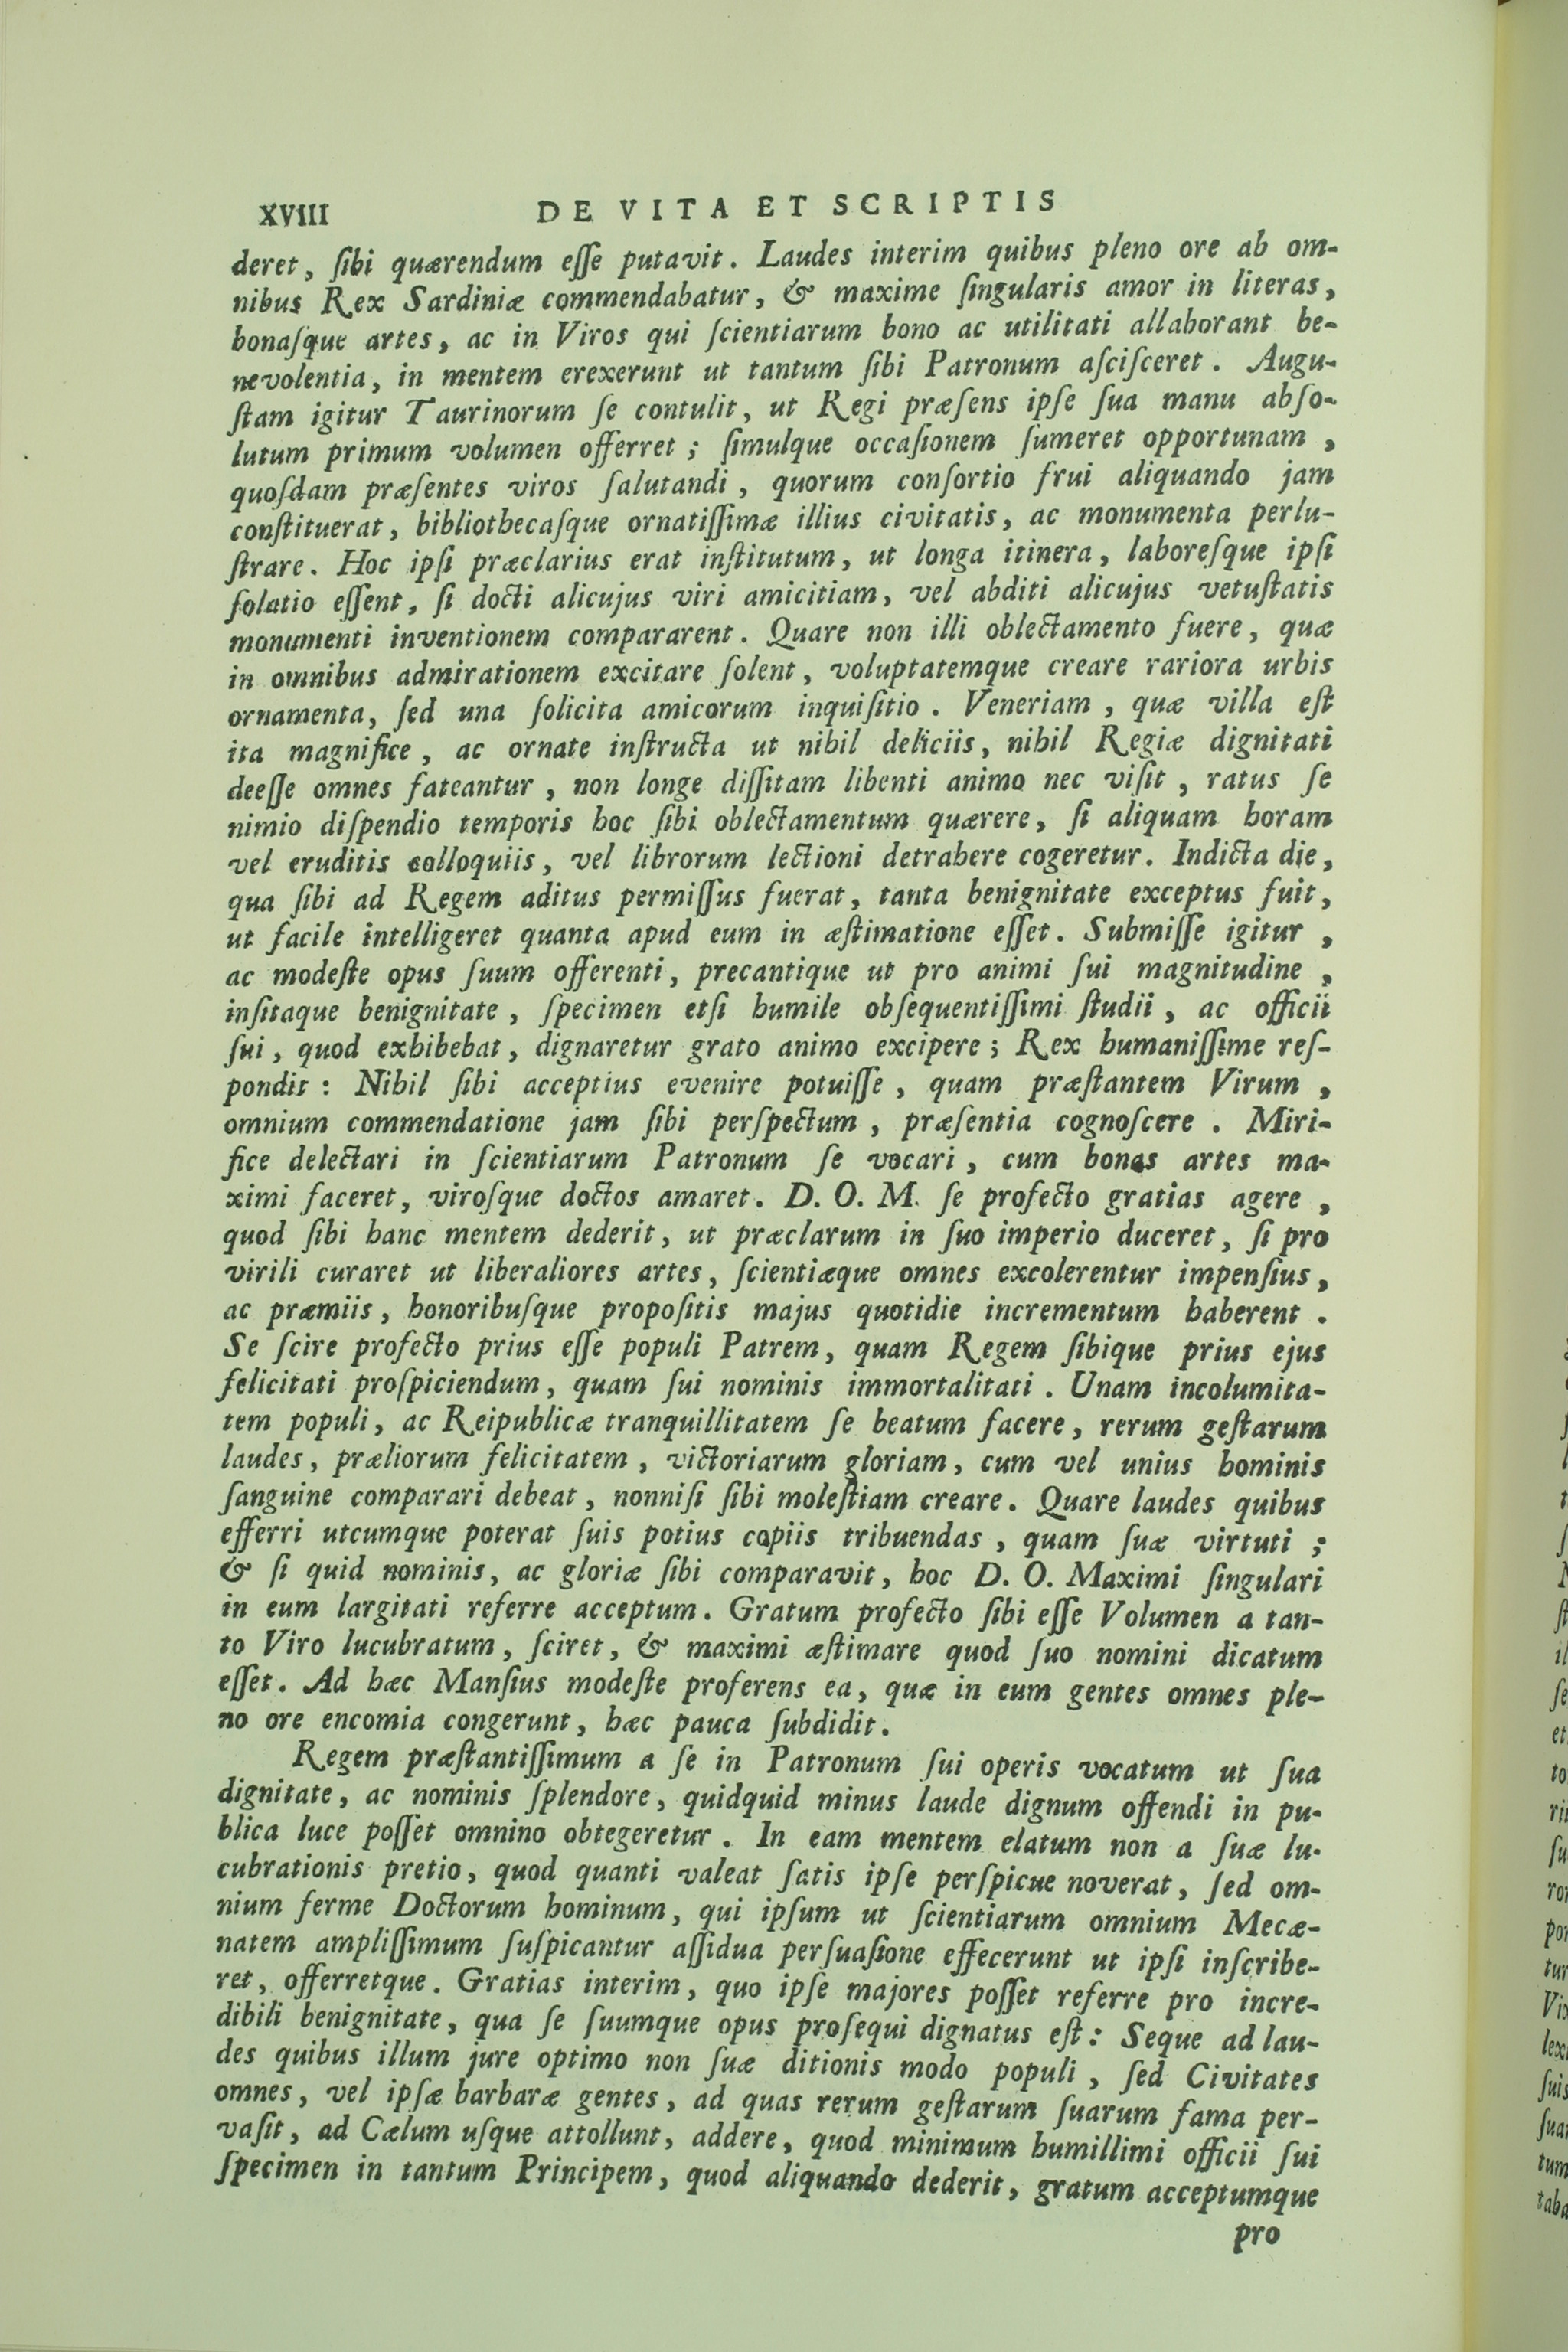 XVIII DE VITA ET SCRIPTIS
deret, ſibi quærendum eſſe putavit. Laudes interim quibus pleno ore ab om-
nibus Rex Sardiniæ commendabatur, & maxime ſingularis amor in literas,
bonaſque artes, ac in Viros qui ſcientiarum bono ac utilitati allaborant be-
nevolentia, in mentem erexerunt ut tantum ſibi Patronum aſciſceret. Augu-
ſtam igitur Taurinorum ſe contulit, ut Regi præſens ipſe ſua manu abſo-
lutum primum volumen offerret; ſimulque occaſionem ſumeret opportunam,
quoſdam præſentes viros ſalutandi, quorum conſortio frui aliquando jam
conſtituerat, bibliothecaſque ornatiſſimæ illius civitatis, ac monumenta perlu-
ſtrare. Hoc ipſi præclarius erat inſtitutum, ut longa itinera, laboreſque ipſi
ſolatio eſſent, ſi docti alicujus viri amicitiam, vel abditi alicujus vetuſtatis
monumenti inventionem compararent. Quare non illi oblectamento fuere, quæ
in omnibus admirationem excitare ſolent, voluptatemque creare rariora urbis
ornamenta, ſed una ſolicita amicorum inquiſitio. Veneriam, quæ villa eſt
ita magnifice, ac ornate inſtructa ut nihil deliciis, nihil Regiæ dignitati
deeſſe omnes fateantur, non longe diſſitam libenti animo nec viſit, ratus ſe
nimio diſpendio temporis hoc ſibi oblectamentum quærere, ſi aliquam horam
vel eruditis colloquiis, vel librorum lectioni detrahere cogeretur. Indicta die,
qua ſibi ad Regem aditus permiſſus fuerat, tanta benignitate exceptus fuit,
ut facile intelligeret quanta apud eum in æſtimatione eſſet. Submiſſe igitur,
ac modeſte opus ſuum offerenti, precantique ut pro animi ſui magnitudine,
inſitaque benignitate, ſpecimen etſi humile obſequentiſſimi ſtudii, ac officii
ſui, quod exhibebat, dignaretur grato animo excipere; Rex humaniſſime reſ-
pondit: Nihil ſibi acceptius evenire potuiſſe, quam præſtantem Virum,
omnium commendatione jam ſibi perſpectum, præſentia cognoſcere. Miri-
fice delectari in ſcientiarum Patronum ſe vocari, cum bonas artes ma-
ximi faceret, viroſque doctos amaret. D. O. M. ſe profecto gratias agere,
quod ſibi hanc mentem dederit, ut præclarum in ſuo imperio duceret, ſi pro
virili curaret ut liberaliores artes, ſcientiæque omnes excolerentur impenſius,
ac præmiis, honoribuſque propoſitis majus quotidie incrementum haberent.
Se ſcire profecto prius eſſe populi Patrem, quam Regem ſibique prius ejus
felicitati proſpiciendum, quam ſui nominis immortalitati. Unam incolumita-
tem populi, ac Reipublicæ tranquillitatem ſe beatum facere, rerum geſtarum
laudes, præliorum felicitatem, victoriarum gloriam, cum vel unius hominis
ſanguine comparari debeat, nonniſi ſibi moleſtiam creare. Quare laudes quibus
efferri utcumque poterat ſuis potius copiis tribuendas, quam ſuæ virtuti;
& ſi quid nominis, ac gloriæ ſibi comparavit, hoc D. O. Maximi ſingulari
in eum largitati referre acceptum. Gratum profecto ſibi eſſe Volumen a tan-
to Viro lucubratum, ſciret, & maximi æſtimare quod ſuo nomini dicatum
eſſet. Ad hæc Manſius modeſte proferens ea, quæ in eum gentes omnes ple-
no ore encomia congerunt, hæc pauca ſubdidit.
Regem præſtantiſſimum a ſe in Patronum ſui operis vocatum ut ſua
dignitate, ac nominis ſplendore, quidquid minus laude dignum offendi in pu-
blica luce poſſet omnino obtegeretur. In eam mentem elatum non a ſuæ lu-
cubrationis pretio, quod quanti valeat ſatis ipſe perſpicue noverat, ſed om-
nium ferme Doctorum hominum, qui ipſum ut ſcientiarum omnium Mecæ-
natem ampliſſimum ſuſpicantur aſſidua perſuaſione effecerunt ut ipſi inſcribe-
ret, offerretque. Gratias interim, quo ipſe majores poſſet referre pro incre-
dibili benignitate, qua ſe ſuumque opus proſequi dignatus eſt: Seque ad lau-
des quibus illum jure optimo non ſuæ ditionis modo populi, ſed Civitates
omnes, vel ipſæ barbaræ gentes, ad quas rerum geſtarum ſuarum fama per-
vaſit, ad Cælum uſque attollunt, addere, quod minimum humillimi officii ſui
ſpecimen in tantum Principem, quod aliquando dederit, gratum acceptumque
pro